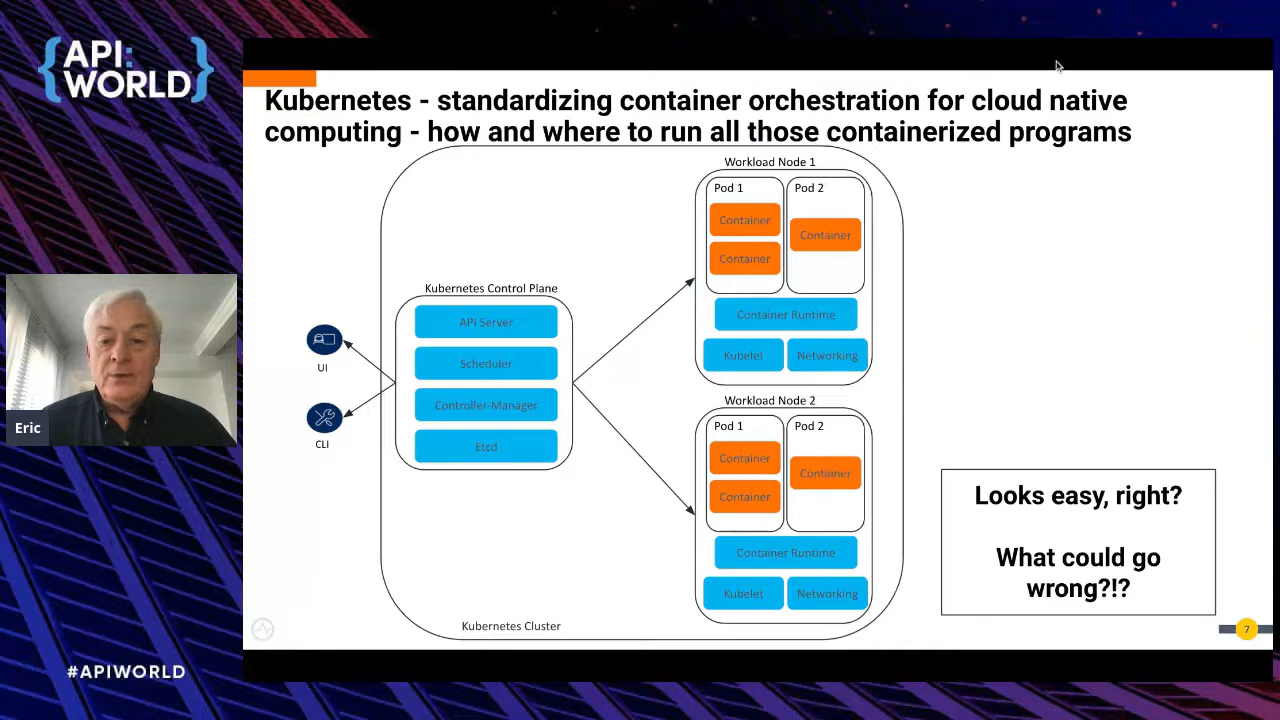 {API:
WORLD}
Kubernetes - standardizing container orchestration for cloud native
computing - how and where to run all those containerized programs
Workload Node 1
Pod 1
Pod 2
Container
Container
Container
Container Runtime
Kubelet
Networking
Kubernetes Control Plane
API Server
Scheduler
Controller-Manager
Etcd
UI
CLI
Workload Node 2
Pod 1
Pod 2
Container
Container
Container
Container Runtime
Kubelet
Networking
Kubernetes Cluster
Looks easy, right?
What could go
wrong?!?
7
Eric
#APIWORLD